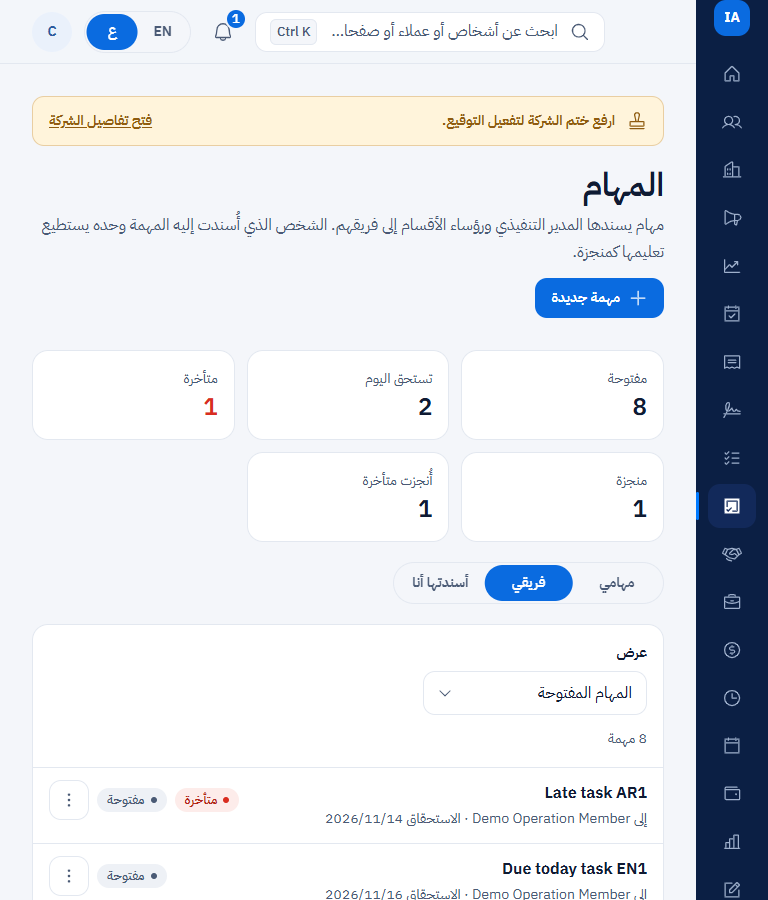 IA
ابحث عن أشخاص أو عملاء أو صفحا...
Ctrl K
1
EN
ع
C
ارفع ختم الشركة لتفعيل التوقيع.
فتح تفاصيل الشركة
المهام
مهام يسندها المدير التنفيذي ورؤساء الأقسام إلى فريقهم. الشخص الذي أُسندت إليه المهمة وحده يستطيع
تعليمها كمنجزة.
مهمة جديدة
مفتوحة
8
تستحق اليوم
2
متأخرة
1
منجزة
1
أُنجزت متأخرة
1
مهامي
فريقي
أسندتها أنا
عرض
المهام المفتوحة
8 مهمة
Late task AR1
متأخرة
مفتوحة
إلى Demo Operation Member · الاستحقاق 2026/11/14
Due today task EN1
مفتوحة
إلى Demo Operation Member · الاستحقاق 2026/11/16